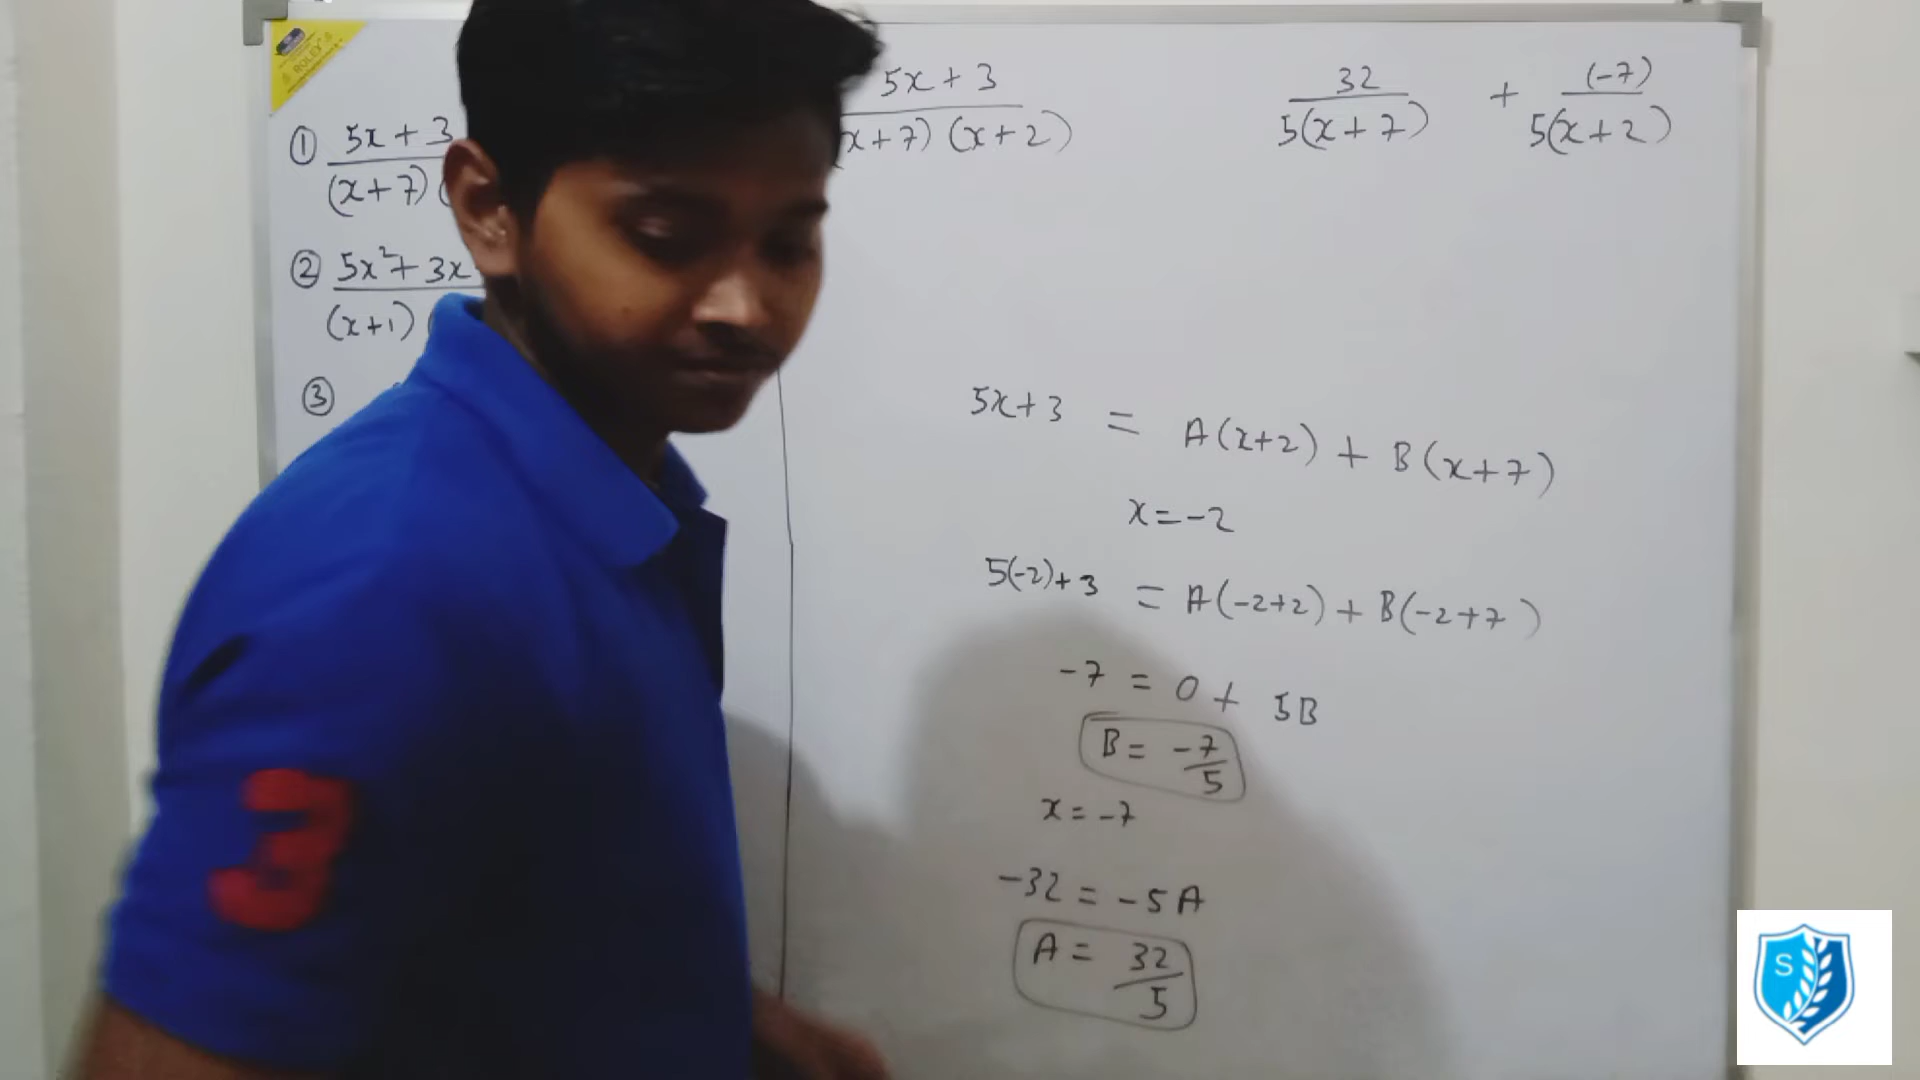 ROLEX
① 5x + 3
(x+7) (
② 5x² + 3x
(x+1) (
③
5x + 3
(x+7) (x+2)
32 / 5(x+7) + (-7) / 5(x+2)
5x+3 = A(x+2) + B(x+7)
x=-2
5(-2)+3 = A(-2+2) + B(-2+7)
-7 = 0 + 5B
B = -7/5
x = -7
-32 = -5A
A = 32/5
3
S